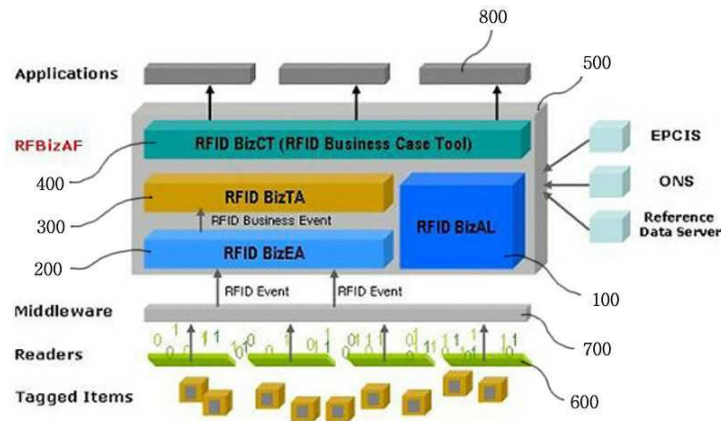 800
Applications
500
RFBizAF
RFID BizCT (RFID Business Case Tool)
EPCIS
400
RFID BizTA
ONS
300
RFID Business Event
RFID BizAL
Reference
Data Server
200
RFID BizEA
100
RFID Event
RFID Event
Middleware
700
Readers
600
Tagged Items